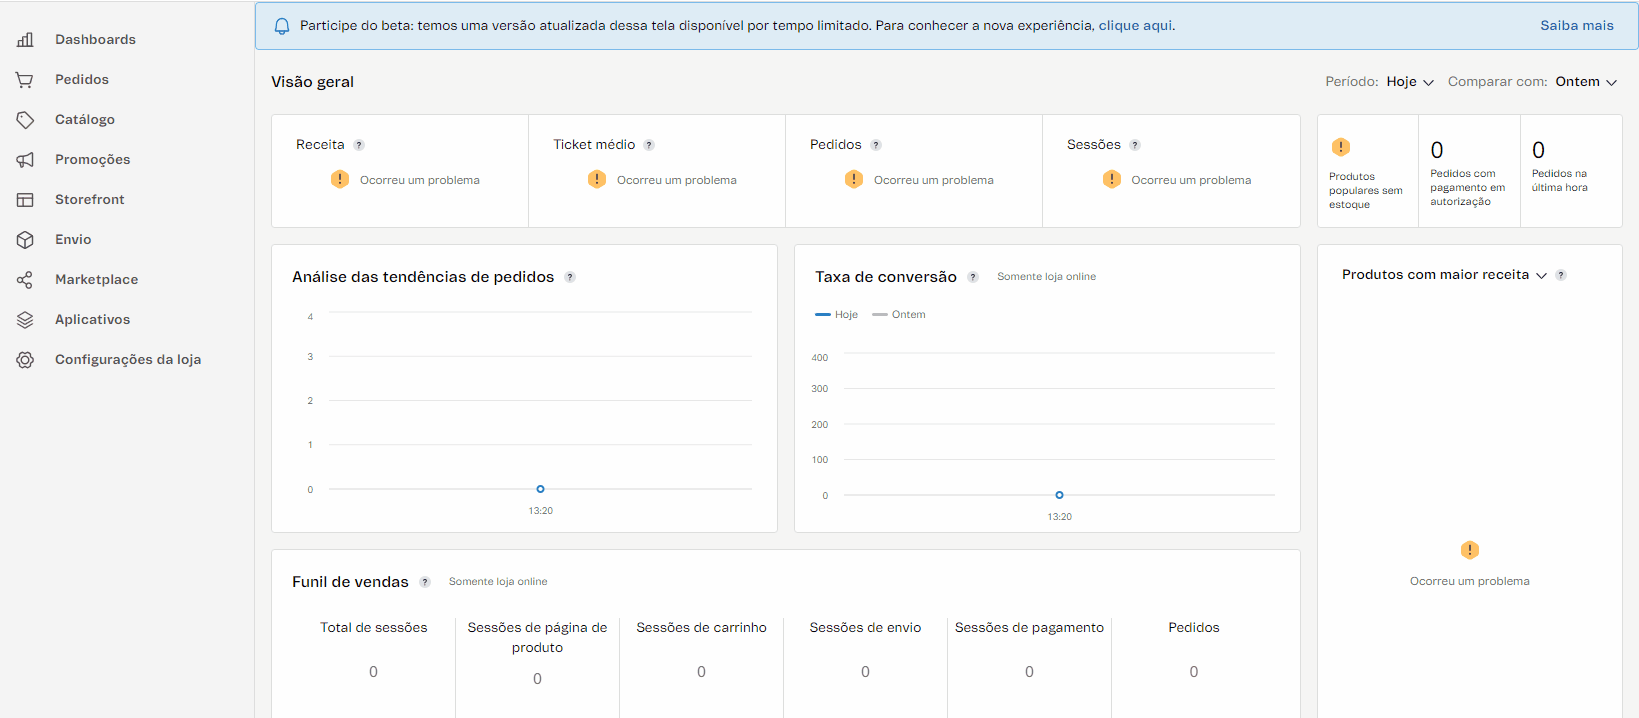 Participe do beta: temos uma versão atualizada dessa tela disponível por tempo limitado. Para conhecer a nova experiência, clique aqui.
Saiba mais
Dashboards
Pedidos
Catálogo
Promoções
Storefront
Envio
Marketplace
Aplicativos
Configurações da loja
Visão geral
Período: Hoje
Comparar com: Ontem
Receita ?
! Ocorreu um problema
Ticket médio ?
! Ocorreu um problema
Pedidos ?
! Ocorreu um problema
Sessões ?
! Ocorreu um problema
!
Produtos
populares sem
estoque
0
Pedidos com
pagamento em
autorização
0
Pedidos na
última hora
Análise das tendências de pedidos ?
4
3
2
1
0
13:20
Taxa de conversão ? Somente loja online
Hoje Ontem
400
300
200
100
0
13:20
Produtos com maior receita ?
!
Ocorreu um problema
Funil de vendas ? Somente loja online
Total de sessões
0
Sessões de página de
produto
0
Sessões de carrinho
0
Sessões de envio
0
Sessões de pagamento
0
Pedidos
0